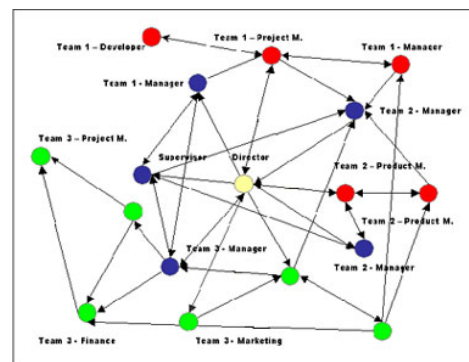 Team 1 - Developer
Team 1 - Project M.
Team 1 - Manager
Team 1 - Manager
Team 2 - Manager
Team 3 - Project M.
Supervisor
Director
Team 2 - Product M.
Team 2 - Product M.
Team 3 - Manager
Team 2 - Manager
Team 3 - Finance
Team 3 - Marketing